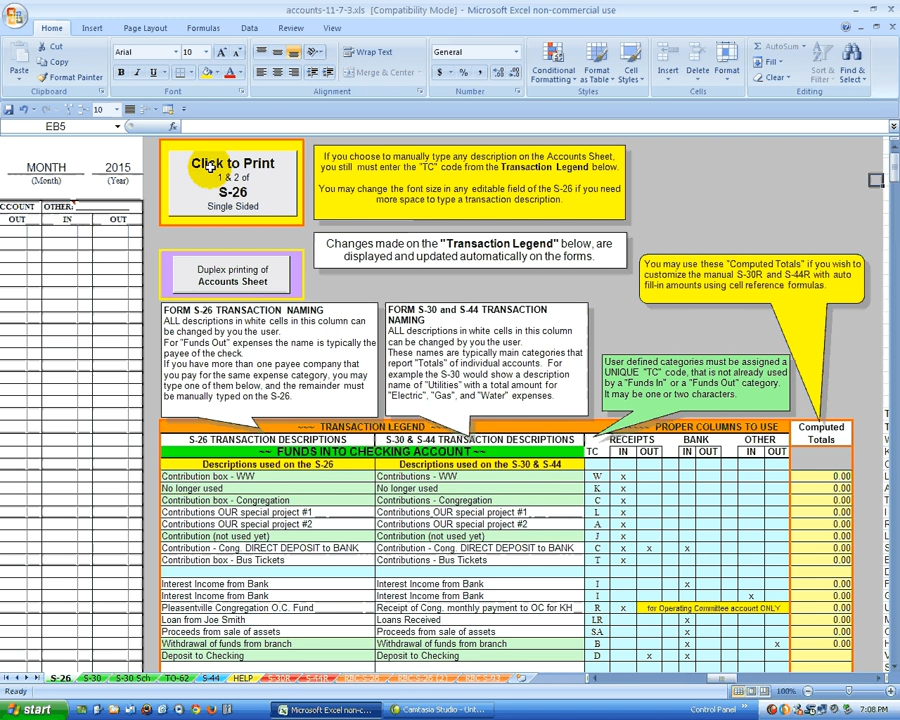 accounts-11-7-3.xls [Compatibility Mode] - Microsoft Excel non-commercial use
Home Insert Page Layout Formulas Data Review View
Paste
Cut
Copy
Format Painter
Clipboard
Arial 10
B I U
Font
Wrap Text
Merge & Center
Alignment
General
$ % ,
Number
Conditional Formatting
Format as Table
Cell Styles
Styles
Insert Delete Format
Cells
AutoSum
Fill
Clear
Sort & Filter
Find & Select
Editing
10
EB5 fx
MONTH 2015
(Month) (Year)
CCOUNT OTHER:
OUT IN OUT
Click to Print
1 & 2 of
S-26
Single Sided
If you choose to manually type any description on the Accounts Sheet,
you still must enter the "TC" code from the Transaction Legend below.
You may change the font size in any editable field of the S-26 if you need
more space to type a transaction description.
Duplex printing of
Accounts Sheet
Changes made on the "Transaction Legend" below, are
displayed and updated automatically on the forms.
You may use these "Computed Totals" if you wish to
customize the manual S-30R and S-44R with auto
fill-in amounts using cell reference formulas.
FORM S-26 TRANSACTION NAMING
ALL descriptions in white cells in this column
can be changed by you the user.
For "Funds Out" expenses the name is typically the
payee of the check.
If you have more than one payee company that
you pay for the same expense category, you may
type one of them below, and the remainder must
be manually typed on the S-26.
FORM S-30 and S-44 TRANSACTION
NAMING
ALL descriptions in white cells in this column
can be changed by you the user.
These names are typically main categories that
report "Totals" of individual accounts. For
example the S-30 would show a description
name of "Utilities" with a total amount for
"Electric", "Gas", and "Water" expenses.
User defined categories must be assigned a
UNIQUE "TC" code, that is not already used
by a "Funds In" or a "Funds Out" category.
It may be one or two characters.
~~~ TRANSACTION LEGEND ~~~ ~~~ PROPER COLUMNS TO USE Computed
Totals
S-26 TRANSACTION DESCRIPTIONS S-30 & S-44 TRANSACTION DESCRIPTIONS RECEIPTS BANK OTHER
~~ FUNDS INTO CHECKING ACCOUNT ~~ TC IN OUT IN OUT IN OUT
Descriptions used on the S-26 Descriptions used on the S-30 & S-44
Contribution box - WW Contributions - WW W x 0.00
No longer used No longer used K x 0.00
Contribution box - Congregation Contributions - Congregation C x 0.00
Contributions OUR special project #1 Contributions OUR special project #1 L x 0.00
Contributions OUR special project #2 Contributions OUR special project #2 A x 0.00
Contribution (not used yet) Contribution (not used yet) J x 0.00
Contribution - Cong. DIRECT DEPOSIT to BANK Contribution - Cong. DIRECT DEPOSIT to BANK C x x x 0.00
Contribution box - Bus Tickets Contributions - Bus Tickets T x 0.00
Interest Income from Bank Interest Income from Bank I x 0.00
Interest Income from Bank Interest Income from Bank I x 0.00
Pleasentville Congregation O.C. Fund Receipt of Cong. monthly payment to OC for KH R x for Operating Committee account ONLY 0.00
Loan from Joe Smith Loans Received LR x 0.00
Proceeds from sale of assets Proceeds from sale of assets SA x 0.00
Withdrawal of funds from branch Withdrawal of funds from branch B x x 0.00
Deposit to Checking Deposit to Checking D x x 0.00
S-26 S-30 S-30 Sch TO-62 S-44 HELP S-30R S-44R
Ready 100%
start Microsoft Excel non-c... Camtasia Studio - Unt... Control Panel 7:08 PM